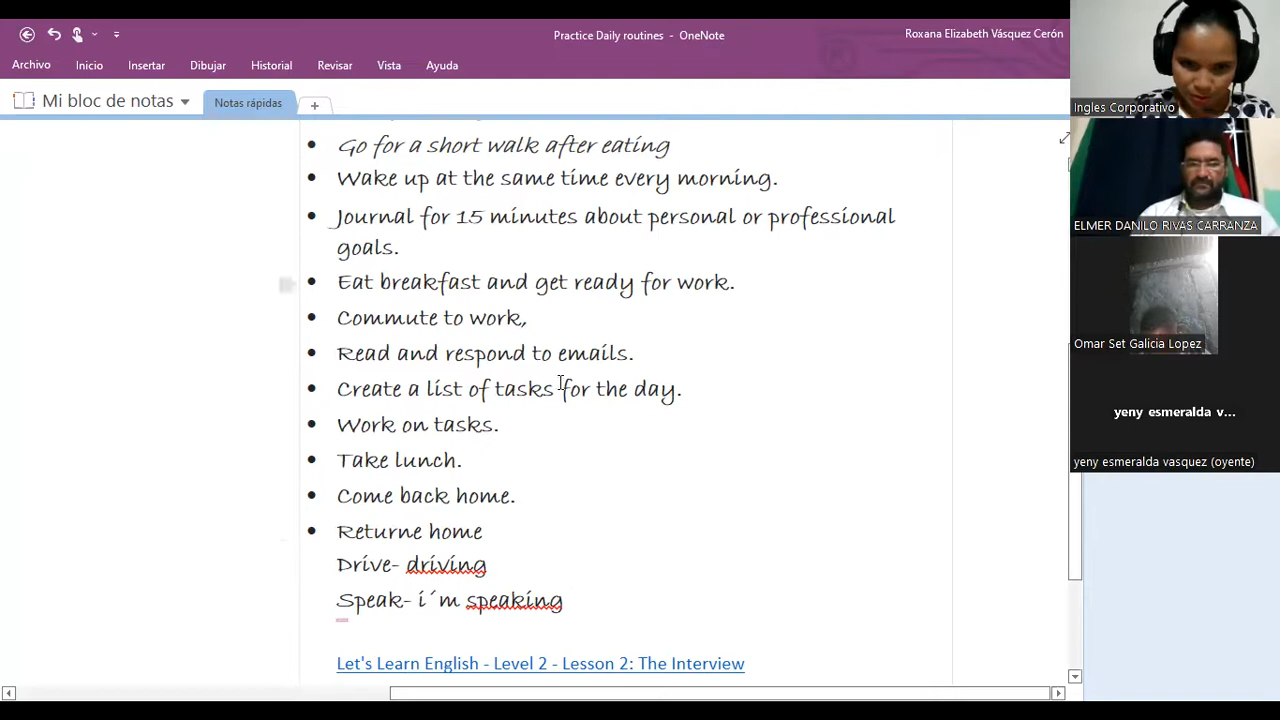 Practice Daily routines - OneNote
Roxana Elizabeth Vásquez Cerón
Archivo Inicio Insertar Dibujar Historial Revisar Vista Ayuda
Mi bloc de notas Notas rápidas
Go for a short walk after eating
Wake up at the same time every morning.
Journal for 15 minutes about personal or professional
goals.
Eat breakfast and get ready for work.
Commute to work,
Read and respond to emails.
Create a list of tasks for the day.
Work on tasks.
Take lunch.
Come back home.
Returne home
Drive- driving
Speak- i´m speaking
Let's Learn English - Level 2 - Lesson 2: The Interview
Ingles Corporativo
ELMER DANILO RIVAS CARRANZA
Omar Set Galicia Lopez
yeny esmeralda v...
yeny esmeralda vasquez (oyente)